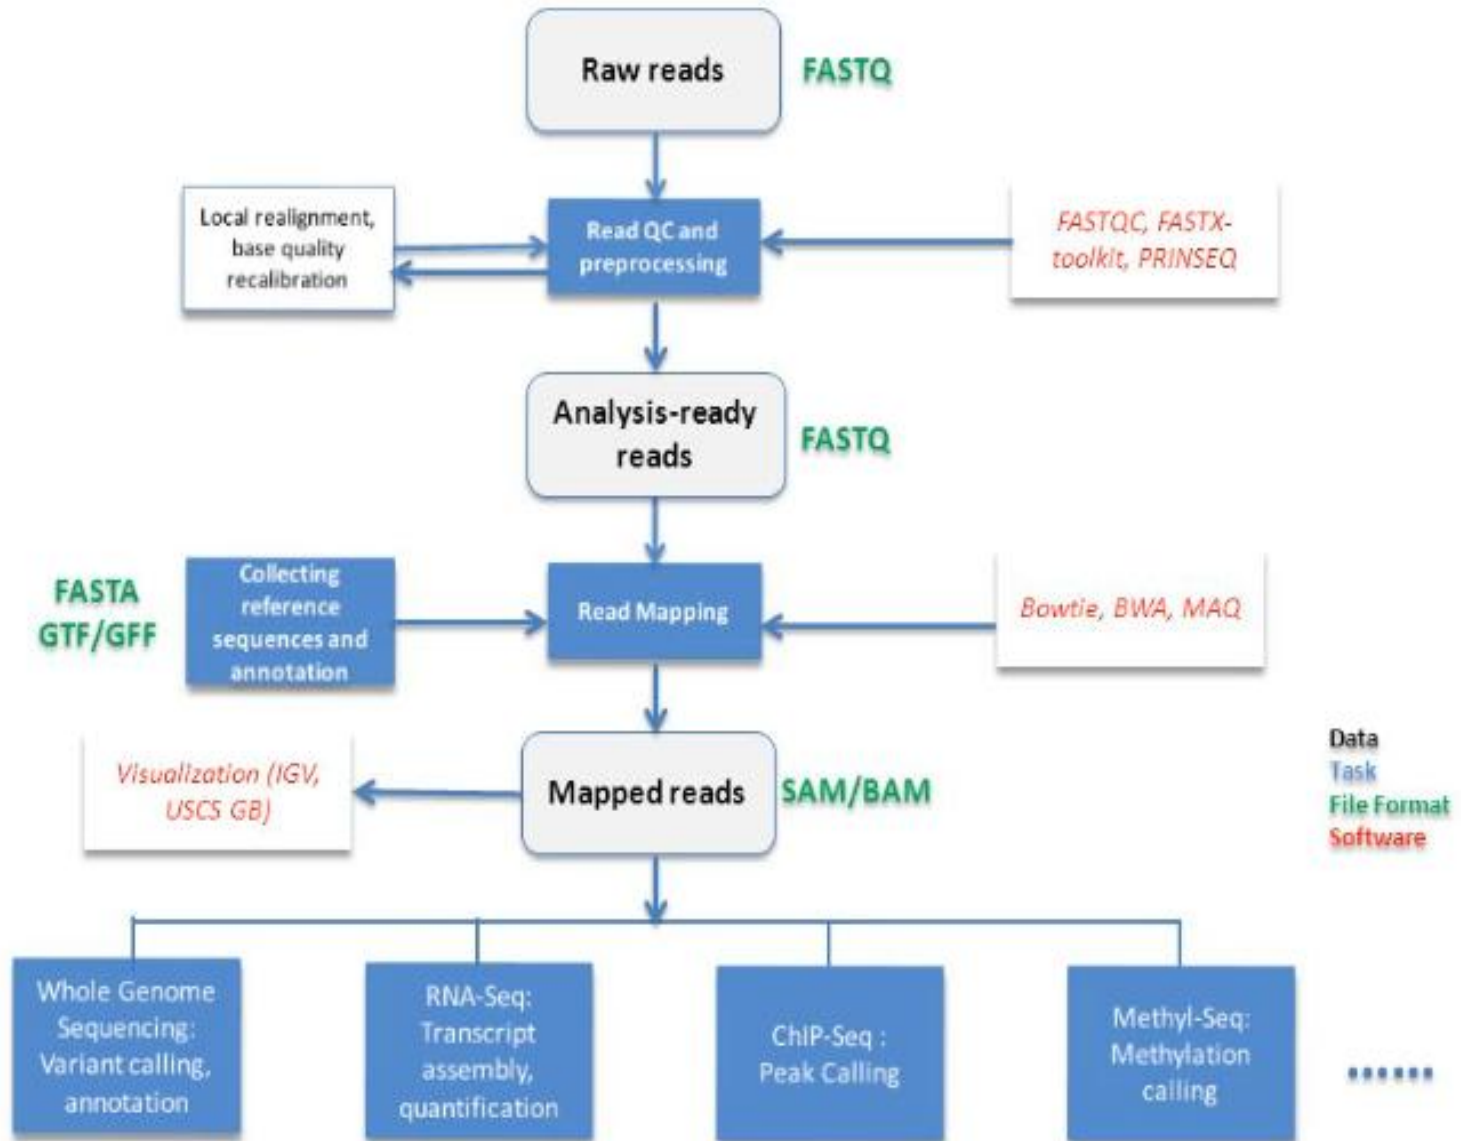 Raw reads
FASTQ
Local realignment,
base quality
recalibration
Read QC and
preprocessing
FASTQC, FASTX-
toolkit, PRINSEQ
Analysis-ready
reads
FASTQ
FASTA
GTF/GFF
Collecting
reference
sequences and
annotation
Read Mapping
Bowtie, BWA, MAQ
Visualization (IGV,
USCS GB)
Mapped reads
SAM/BAM
Data
Task
File Format
Software
Whole Genome
Sequencing:
Variant calling,
annotation
RNA-Seq:
Transcript
assembly,
quantification
ChIP-Seq :
Peak Calling
Methyl-Seq:
Methylation
calling
......